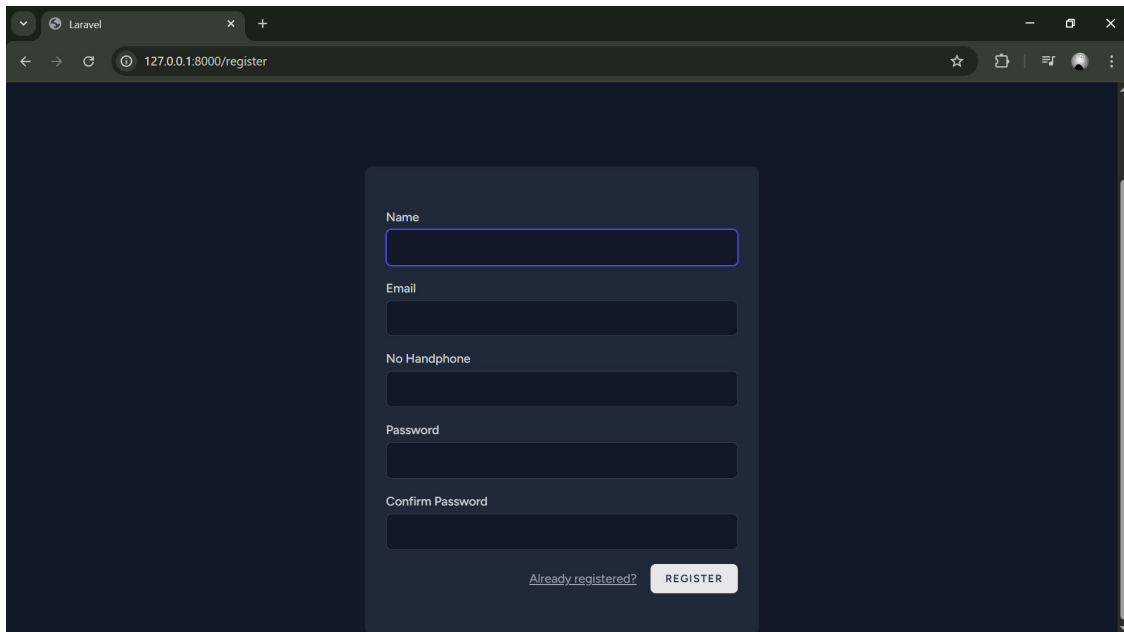 Laravel
127.0.0.1:8000/register
Name
Email
No Handphone
Password
Confirm Password
Already registered? REGISTER